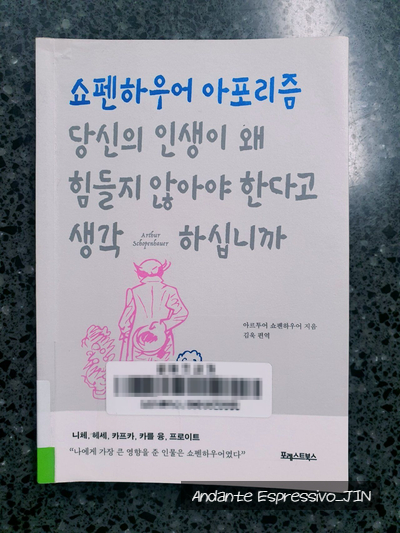 쇼펜하우어 아포리즘
당신의 인생이 왜
힘들지 않아야 한다고
생각 Arthur Schopenhauer 하십니까
아르투어 쇼펜하우어 지음
김욱 편역
니체, 헤세, 카프카, 카를 융, 프로이트
“나에게 가장 큰 영향을 준 인물은 쇼펜하우어였다”
포레스트북스
Andante Espressivo_JIN